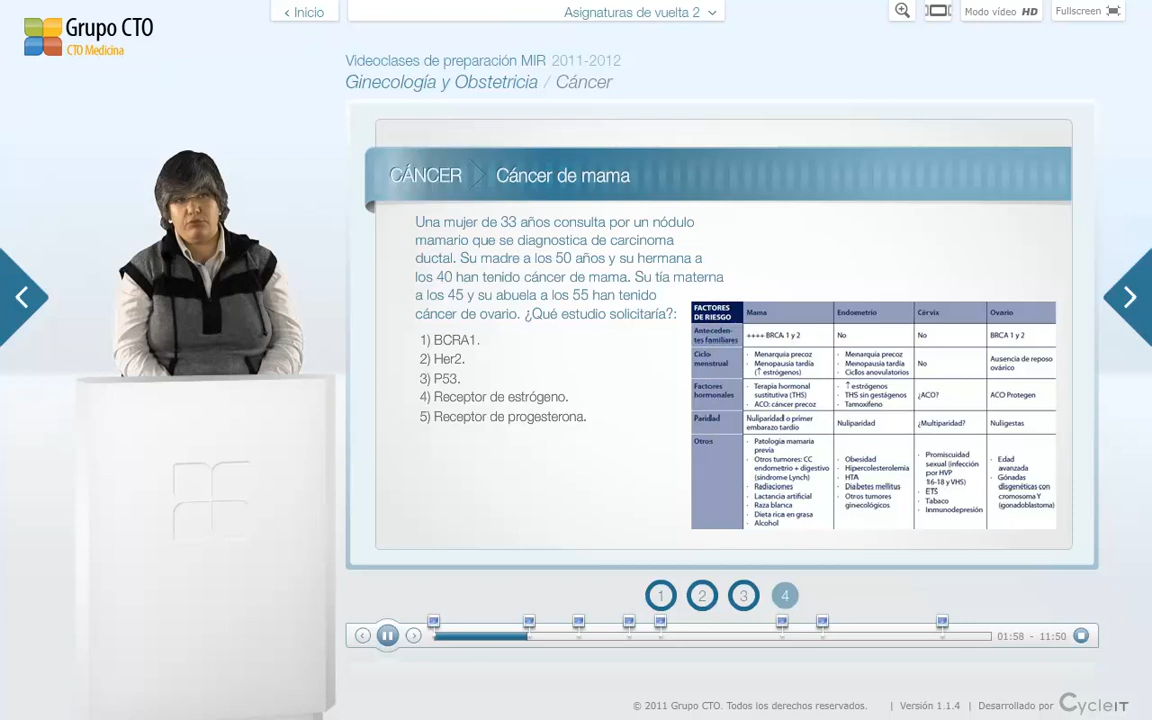 Grupo CTO
CTO Medicina
‹ Inicio
Asignaturas de vuelta 2
Modo vídeo HD
Fullscreen
Videoclases de preparación MIR 2011-2012
Ginecología y Obstetricia / Cáncer
CÁNCER Cáncer de mama
Una mujer de 33 años consulta por un nódulo
mamario que se diagnostica de carcinoma
ductal. Su madre a los 50 años y su hermana a
los 40 han tenido cáncer de mama. Su tía materna
a los 45 y su abuela a los 55 han tenido
cáncer de ovario. ¿Qué estudio solicitaría?:
1) BCRA1.
2) Her2.
3) P53.
4) Receptor de estrógeno.
5) Receptor de progesterona.
FACTORES DE RIESGO Mama Endometrio Cérvix Ovario
Anteceden-
tes familiares
++++ BRCA 1 y 2
No
No
BRCA 1 y 2
Ciclo
menstrual
· Menarquia precoz
· Menopausia tardía
(↑ estrógenos)
· Menarquia precoz
· Menopausia tardía
· Ciclos anovulatorios
No
Ausencia de reposo
ovárico
Factores
hormonales
· Terapia hormonal
sustitutiva (THS)
· ACO: cáncer precoz
· ↑ estrógenos
· THS sin gestágenos
· Tamoxifeno
¿ACO?
ACO Protegen
Paridad
Nuliparidad o primer
embarazo tardío
Nuliparidad
¿Multiparidad?
Nuligestas
Otros
· Patología mamaria
previa
· Otros tumores: CC
endometrio + digestivo
(síndrome Lynch)
· Radiaciones
· Lactancia artificial
· Raza blanca
· Dieta rica en grasa
· Alcohol
· Obesidad
· Hipercolesterolemia
· HTA
· Diabetes mellitus
· Otros tumores
ginecológicos
· Promiscuidad
sexual (infección
por HVP
16-18 y VHS)
· ETS
· Tabaco
· Inmunodepresión
· Edad
avanzada
· Gónadas
disgenéticas con
cromosoma Y
(gonadoblastoma)
1 2 3 4
01:58 - 11:50
© 2011 Grupo CTO. Todos los derechos reservados. | Versión 1.1.4 | Desarrollado por CycleIT